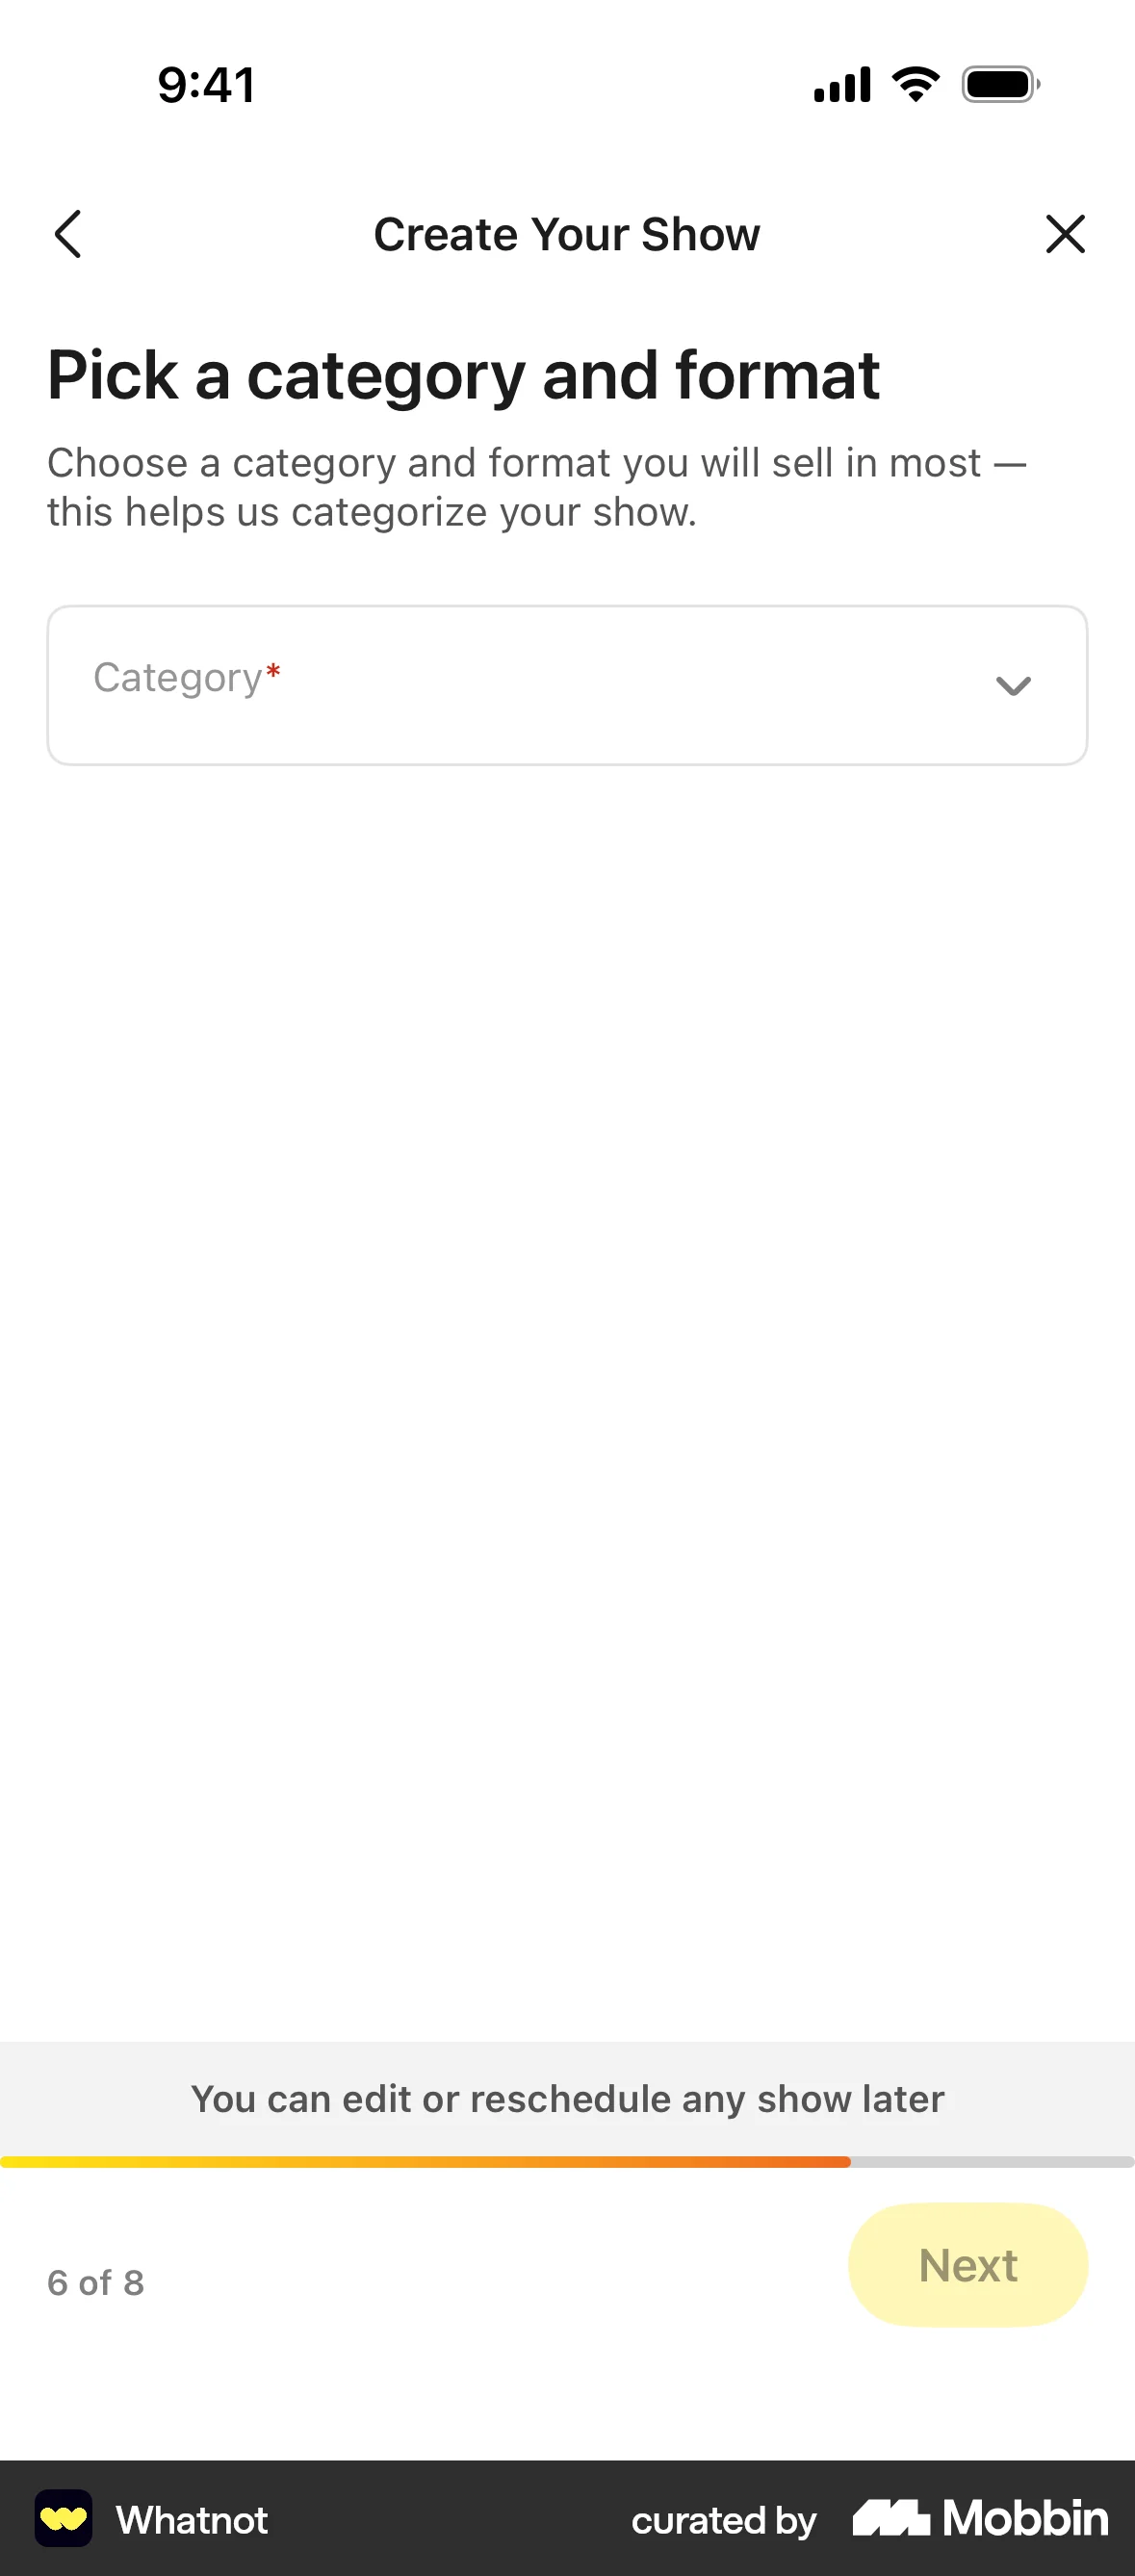 9:41
Create Your Show
Pick a category and format
Choose a category and format you will sell in most —
this helps us categorize your show.
Category*
You can edit or reschedule any show later
6 of 8
Next
Whatnot
curated by Mobbin